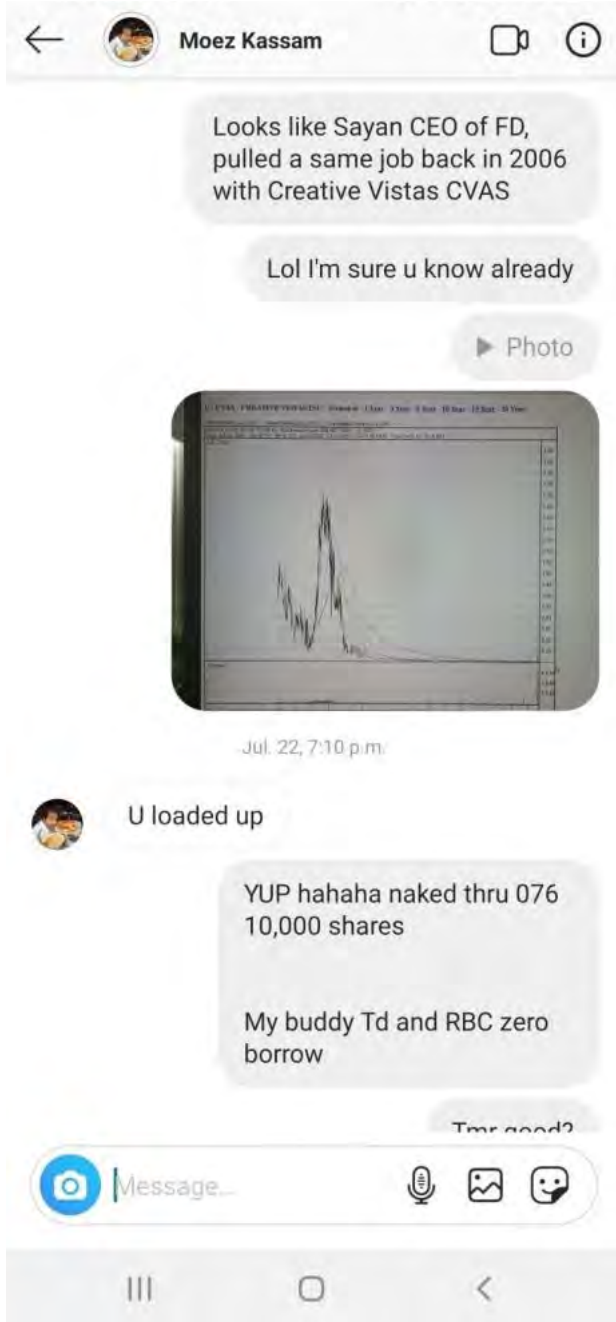 Moez Kassam
Looks like Sayan CEO of FD,
pulled a same job back in 2006
with Creative Vistas CVAS
Lol I'm sure u know already
Photo
Jul. 22, 7:10 p.m.
U loaded up
YUP hahaha naked thru 076
10,000 shares
My buddy Td and RBC zero
borrow
Tmr good?
Message...